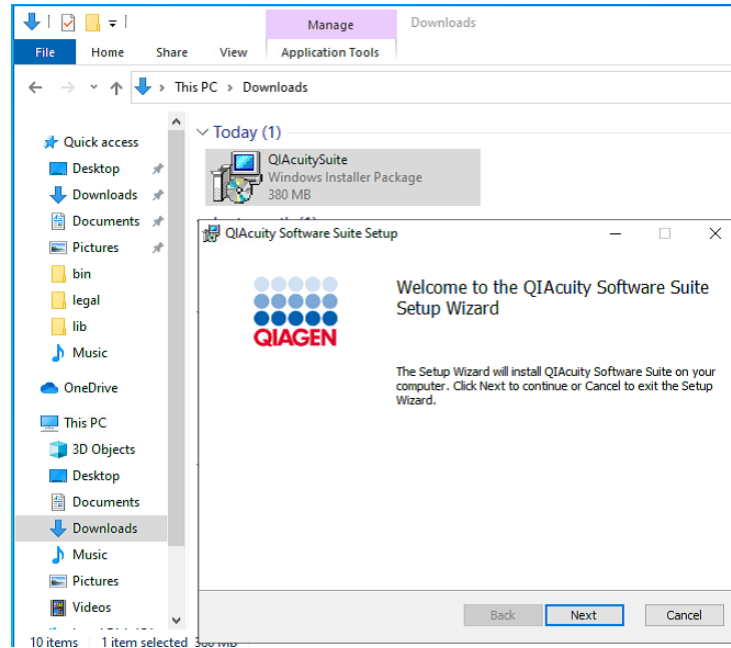 Manage
Downloads
File
Home
Share
View
Application Tools
This PC
Downloads
Quick access
Desktop
Downloads
Documents
Pictures
bin
legal
lib
Music
OneDrive
This PC
3D Objects
Desktop
Documents
Downloads
Music
Pictures
Videos
10 items
1 item selected
Today (1)
QIAcuitySuite
Windows Installer Package
380 MB
QIAcuity Software Suite Setup
QIAGEN
Welcome to the QIAcuity Software Suite
Setup Wizard
The Setup Wizard will install QIAcuity Software Suite on your
computer. Click Next to continue or Cancel to exit the Setup
Wizard.
Back
Next
Cancel